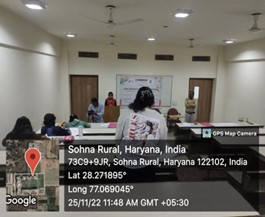 GPS Map Camera
Sohna Rural, Haryana, India
73C9+9JR, Sohna Rural, Haryana 122102, India
Lat 28.271895°
Long 77.069045°
25/11/22 11:48 AM GMT +05:30
Google